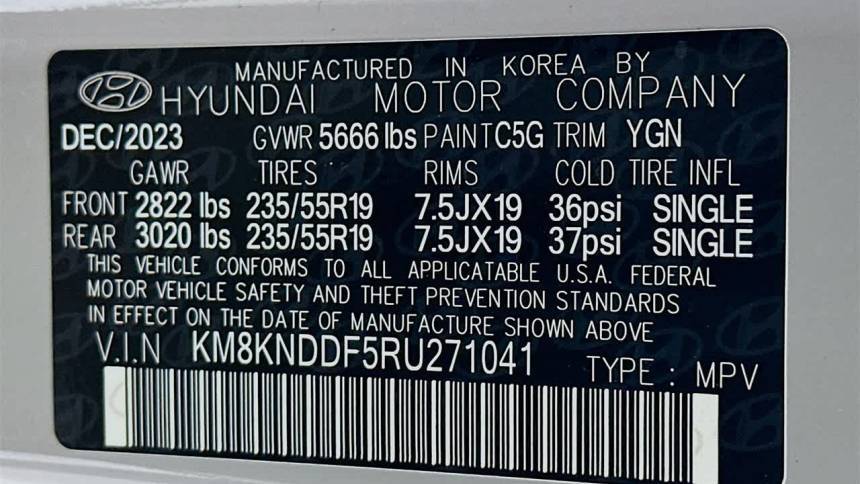 MANUFACTURED IN KOREA BY
HYUNDAI MOTOR COMPANY
DEC/2023 GVWR 5666 lbs PAINT C5G TRIM YGN
GAWR TIRES RIMS COLD TIRE INFL
FRONT 2822 lbs 235/55R19 7.5JX19 36psi SINGLE
REAR 3020 lbs 235/55R19 7.5JX19 37psi SINGLE
THIS VEHICLE CONFORMS TO ALL APPLICATABLE U.S.A. FEDERAL
MOTOR VEHICLE SAFETY AND THEFT PREVENTION STANDARDS
IN EFFECT ON THE DATE OF MANUFACTURE SHOWN ABOVE.
V.I.N KM8KNDDF5RU271041 TYPE : MPV